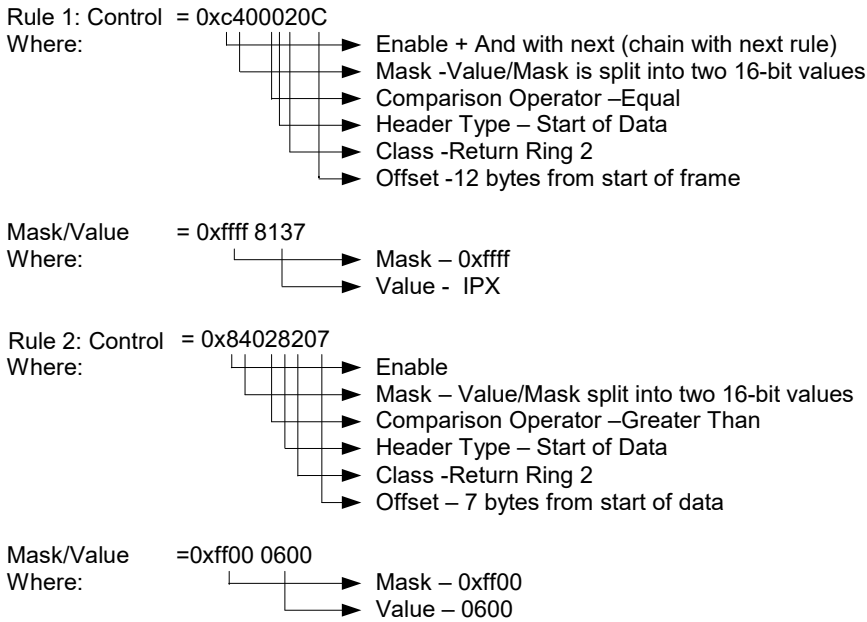 Rule 1: Control = 0xc400020C
Where:
Enable + And with next (chain with next rule)
Mask -Value/Mask is split into two 16-bit values
Comparison Operator –Equal
Header Type – Start of Data
Class -Return Ring 2
Offset -12 bytes from start of frame
Mask/Value = 0xffff 8137
Where:
Mask – 0xffff
Value - IPX
Rule 2: Control = 0x84028207
Where:
Enable
Mask – Value/Mask split into two 16-bit values
Comparison Operator –Greater Than
Header Type – Start of Data
Class -Return Ring 2
Offset – 7 bytes from start of data
Mask/Value =0xff00 0600
Where:
Mask – 0xff00
Value – 0600